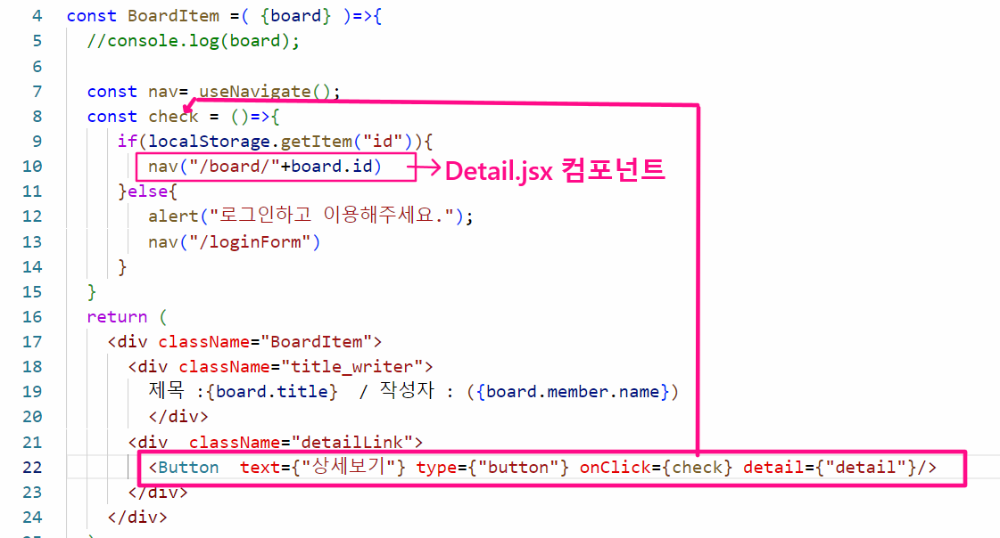 4 const BoardItem =( {board} )=>{
5 //console.log(board);
6
7 const nav= useNavigate();
8 const check = ()=>{
9 if(localStorage.getItem("id")){
10 nav("/board/"+board.id) Detail.jsx 컴포넌트
11 }else{
12 alert("로그인하고 이용해주세요.");
13 nav("/loginForm")
14 }
15 }
16 return (
17 <div className="BoardItem">
18 <div className="title_writer">
19 제목 :{board.title} / 작성자 : ({board.member.name})
20 </div>
21 <div className="detailLink">
22 <Button text={"상세보기"} type={"button"} onClick={check} detail={"detail"}/>
23 </div>
24 </div>